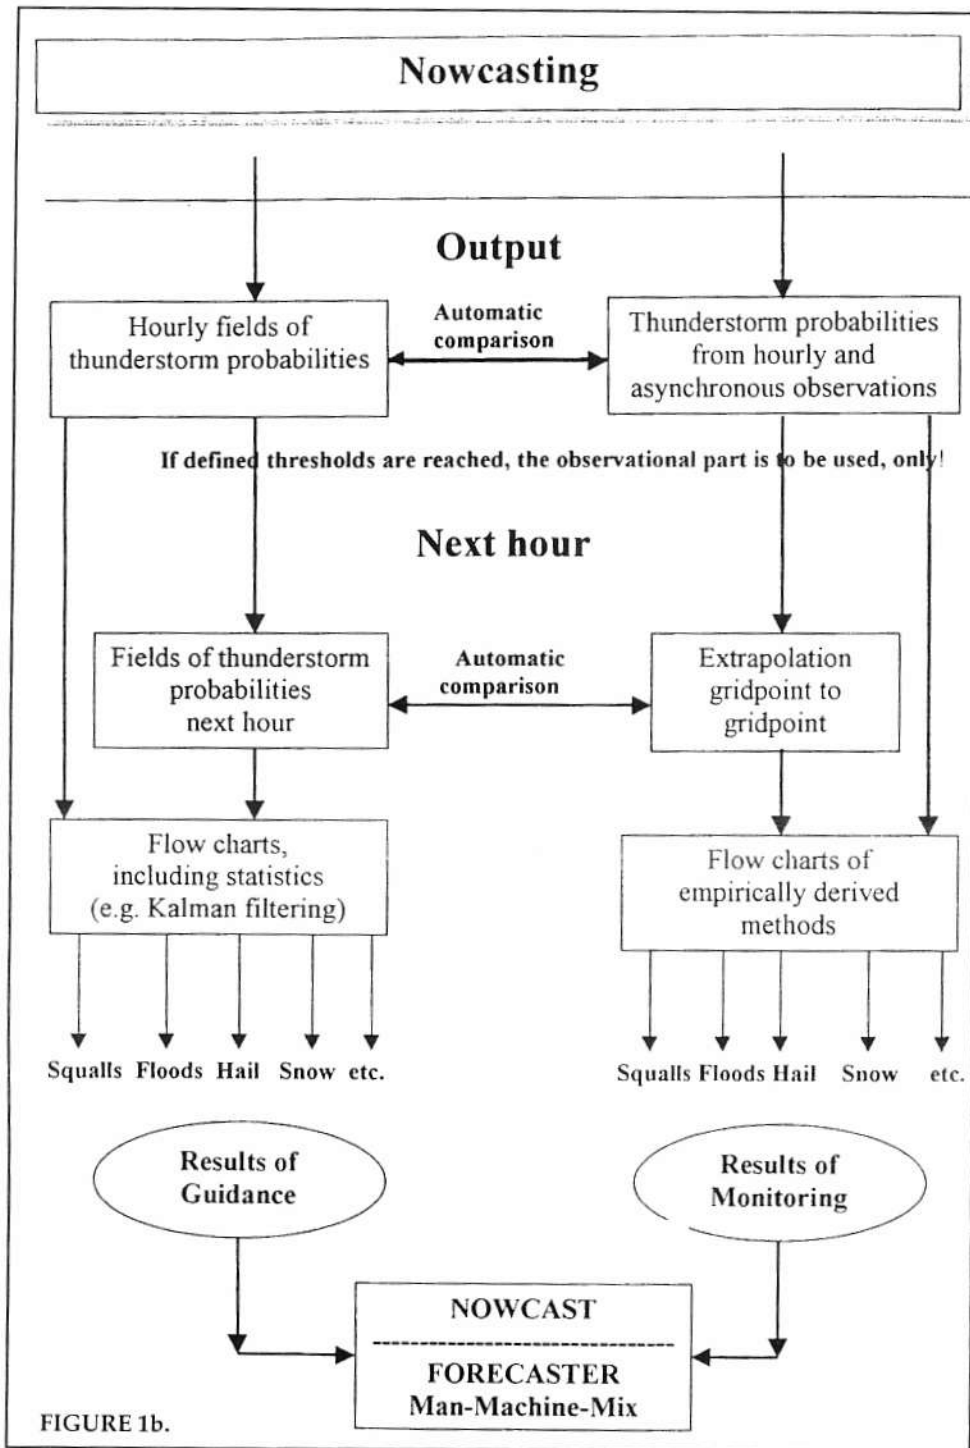 Nowcasting
Output
Hourly fields of
thunderstorm probabilities
Automatic
comparison
Thunderstorm probabilities
from hourly and
asynchronous observations
If defined thresholds are reached, the observational part is to be used, only!
Next hour
Fields of thunderstorm
probabilities
next hour
Automatic
comparison
Extrapolation
gridpoint to
gridpoint
Flow charts,
including statistics
(e.g. Kalman filtering)
Flow charts of
empirically derived
methods
Squalls Floods Hail Snow etc.
Squalls Floods Hail Snow etc.
Results of
Guidance
Results of
Monitoring
NOWCAST
FORECASTER
Man-Machine-Mix
FIGURE 1b.